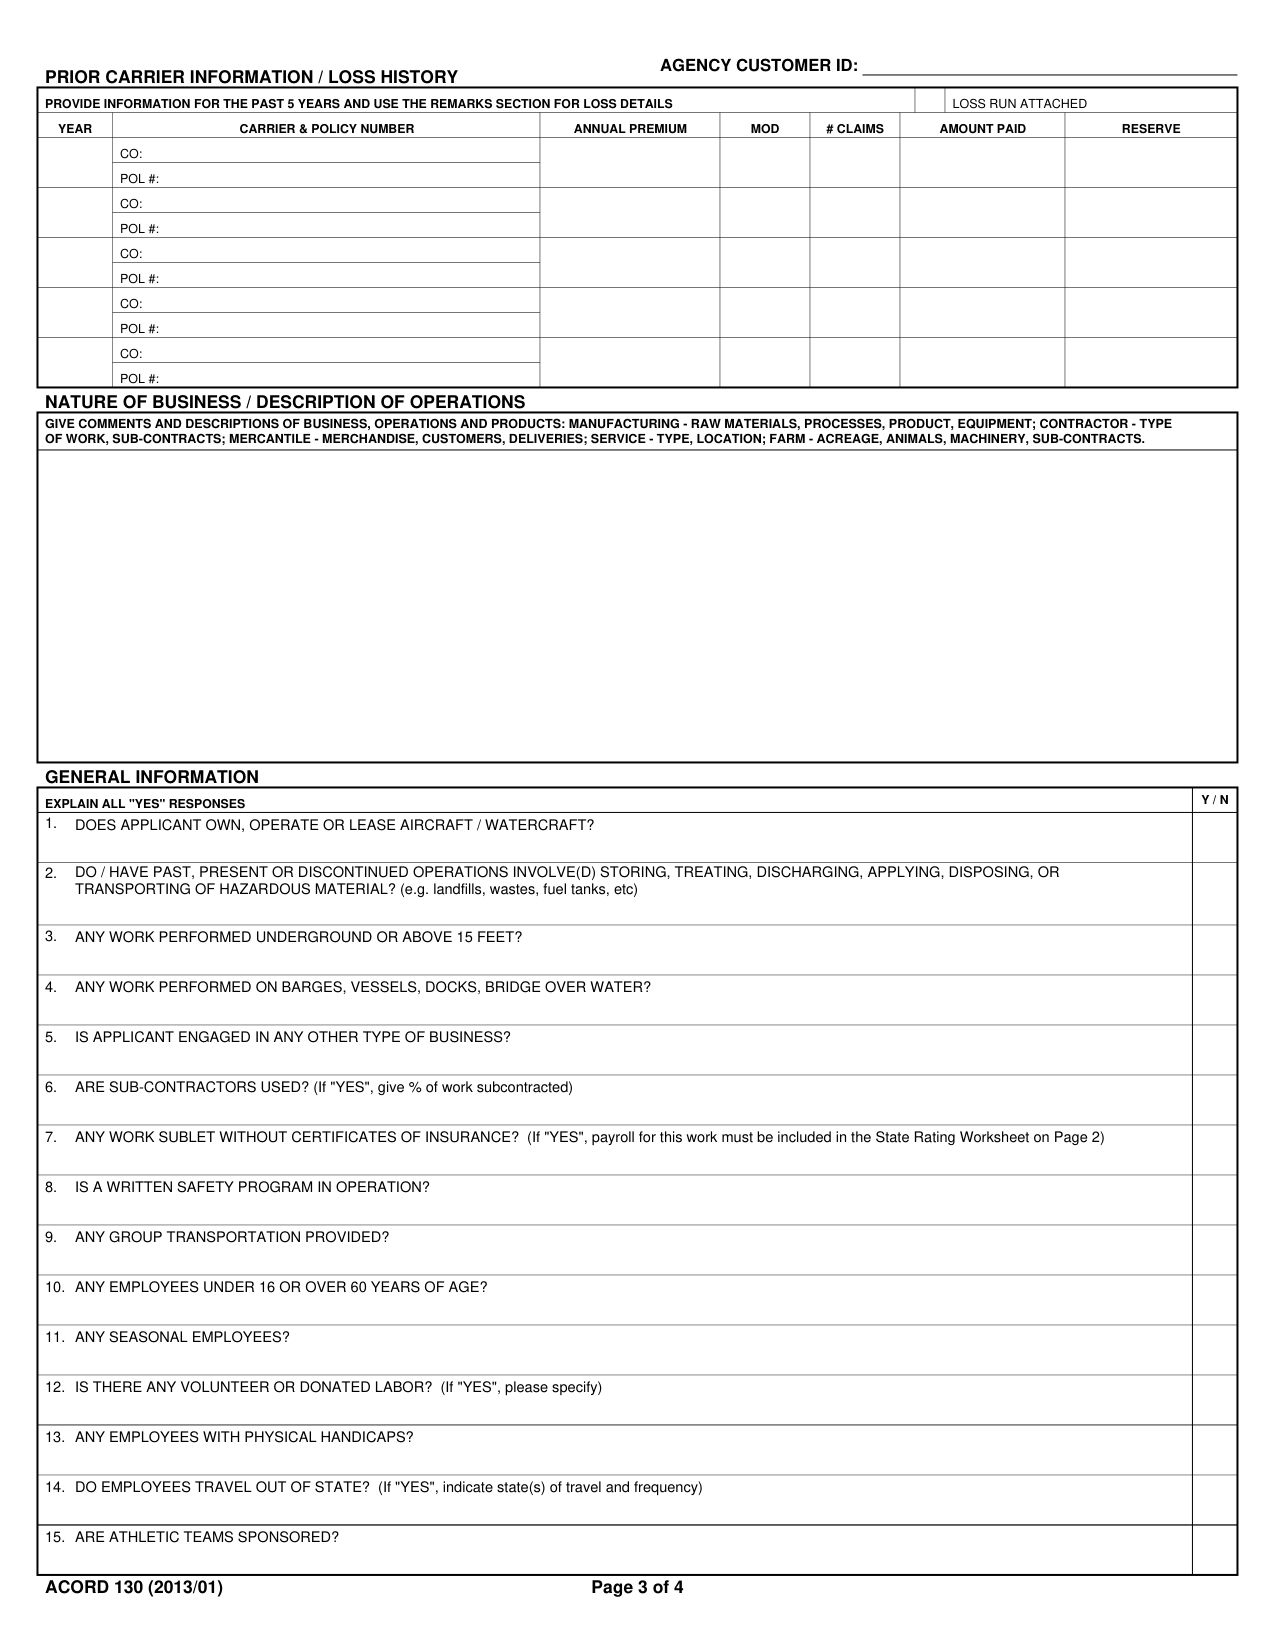 AGENCY CUSTOMER ID:
PRIOR CARRIER INFORMATION / LOSS HISTORY
PROVIDE INFORMATION FOR THE PAST 5 YEARS AND USE THE REMARKS SECTION FOR LOSS DETAILS LOSS RUN ATTACHED
YEAR CARRIER & POLICY NUMBER ANNUAL PREMIUM MOD # CLAIMS AMOUNT PAID RESERVE
CO:
POL #:
CO:
POL #:
CO:
POL #:
CO:
POL #:
CO:
POL #:
NATURE OF BUSINESS / DESCRIPTION OF OPERATIONS
GIVE COMMENTS AND DESCRIPTIONS OF BUSINESS, OPERATIONS AND PRODUCTS: MANUFACTURING - RAW MATERIALS, PROCESSES, PRODUCT, EQUIPMENT; CONTRACTOR - TYPE
OF WORK, SUB-CONTRACTS; MERCANTILE - MERCHANDISE, CUSTOMERS, DELIVERIES; SERVICE - TYPE, LOCATION; FARM - ACREAGE, ANIMALS, MACHINERY, SUB-CONTRACTS.
GENERAL INFORMATION
EXPLAIN ALL "YES" RESPONSES Y / N
1. DOES APPLICANT OWN, OPERATE OR LEASE AIRCRAFT / WATERCRAFT?
2. DO / HAVE PAST, PRESENT OR DISCONTINUED OPERATIONS INVOLVE(D) STORING, TREATING, DISCHARGING, APPLYING, DISPOSING, OR
TRANSPORTING OF HAZARDOUS MATERIAL? (e.g. landfills, wastes, fuel tanks, etc)
3. ANY WORK PERFORMED UNDERGROUND OR ABOVE 15 FEET?
4. ANY WORK PERFORMED ON BARGES, VESSELS, DOCKS, BRIDGE OVER WATER?
5. IS APPLICANT ENGAGED IN ANY OTHER TYPE OF BUSINESS?
6. ARE SUB-CONTRACTORS USED? (If "YES", give % of work subcontracted)
7. ANY WORK SUBLET WITHOUT CERTIFICATES OF INSURANCE? (If "YES", payroll for this work must be included in the State Rating Worksheet on Page 2)
8. IS A WRITTEN SAFETY PROGRAM IN OPERATION?
9. ANY GROUP TRANSPORTATION PROVIDED?
10. ANY EMPLOYEES UNDER 16 OR OVER 60 YEARS OF AGE?
11. ANY SEASONAL EMPLOYEES?
12. IS THERE ANY VOLUNTEER OR DONATED LABOR? (If "YES", please specify)
13. ANY EMPLOYEES WITH PHYSICAL HANDICAPS?
14. DO EMPLOYEES TRAVEL OUT OF STATE? (If "YES", indicate state(s) of travel and frequency)
15. ARE ATHLETIC TEAMS SPONSORED?
ACORD 130 (2013/01) Page 3 of 4